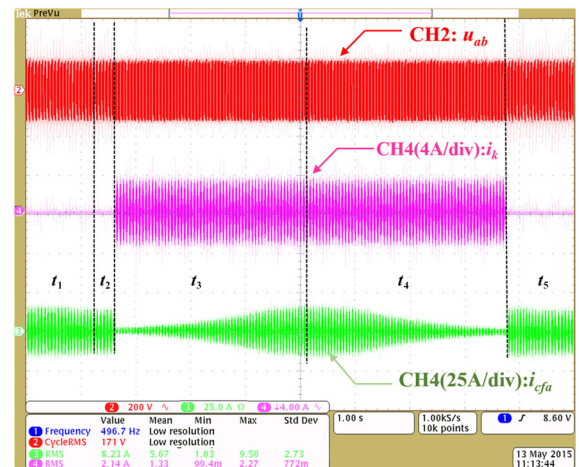 Tek PreVu
CH2: uab
CH4(4A/div):ik
t1 t2 t3 t4 t5
CH4(25A/div):icfa
2 200 V 3 25.0 A Ω 4 ↓4.00 A
Value Mean Min Max Std Dev
1 Frequency 496.7 Hz Low resolution
2 CycleRMS 171 V Low resolution
3 RMS 8.23 A 5.67 1.03 9.56 2.73
4 RMS 2.14 A 1.33 99.4m 2.27 772m
1.00 s
1.00kS/s
10k points
1 8.60 V
13 May 2015
11:13:44